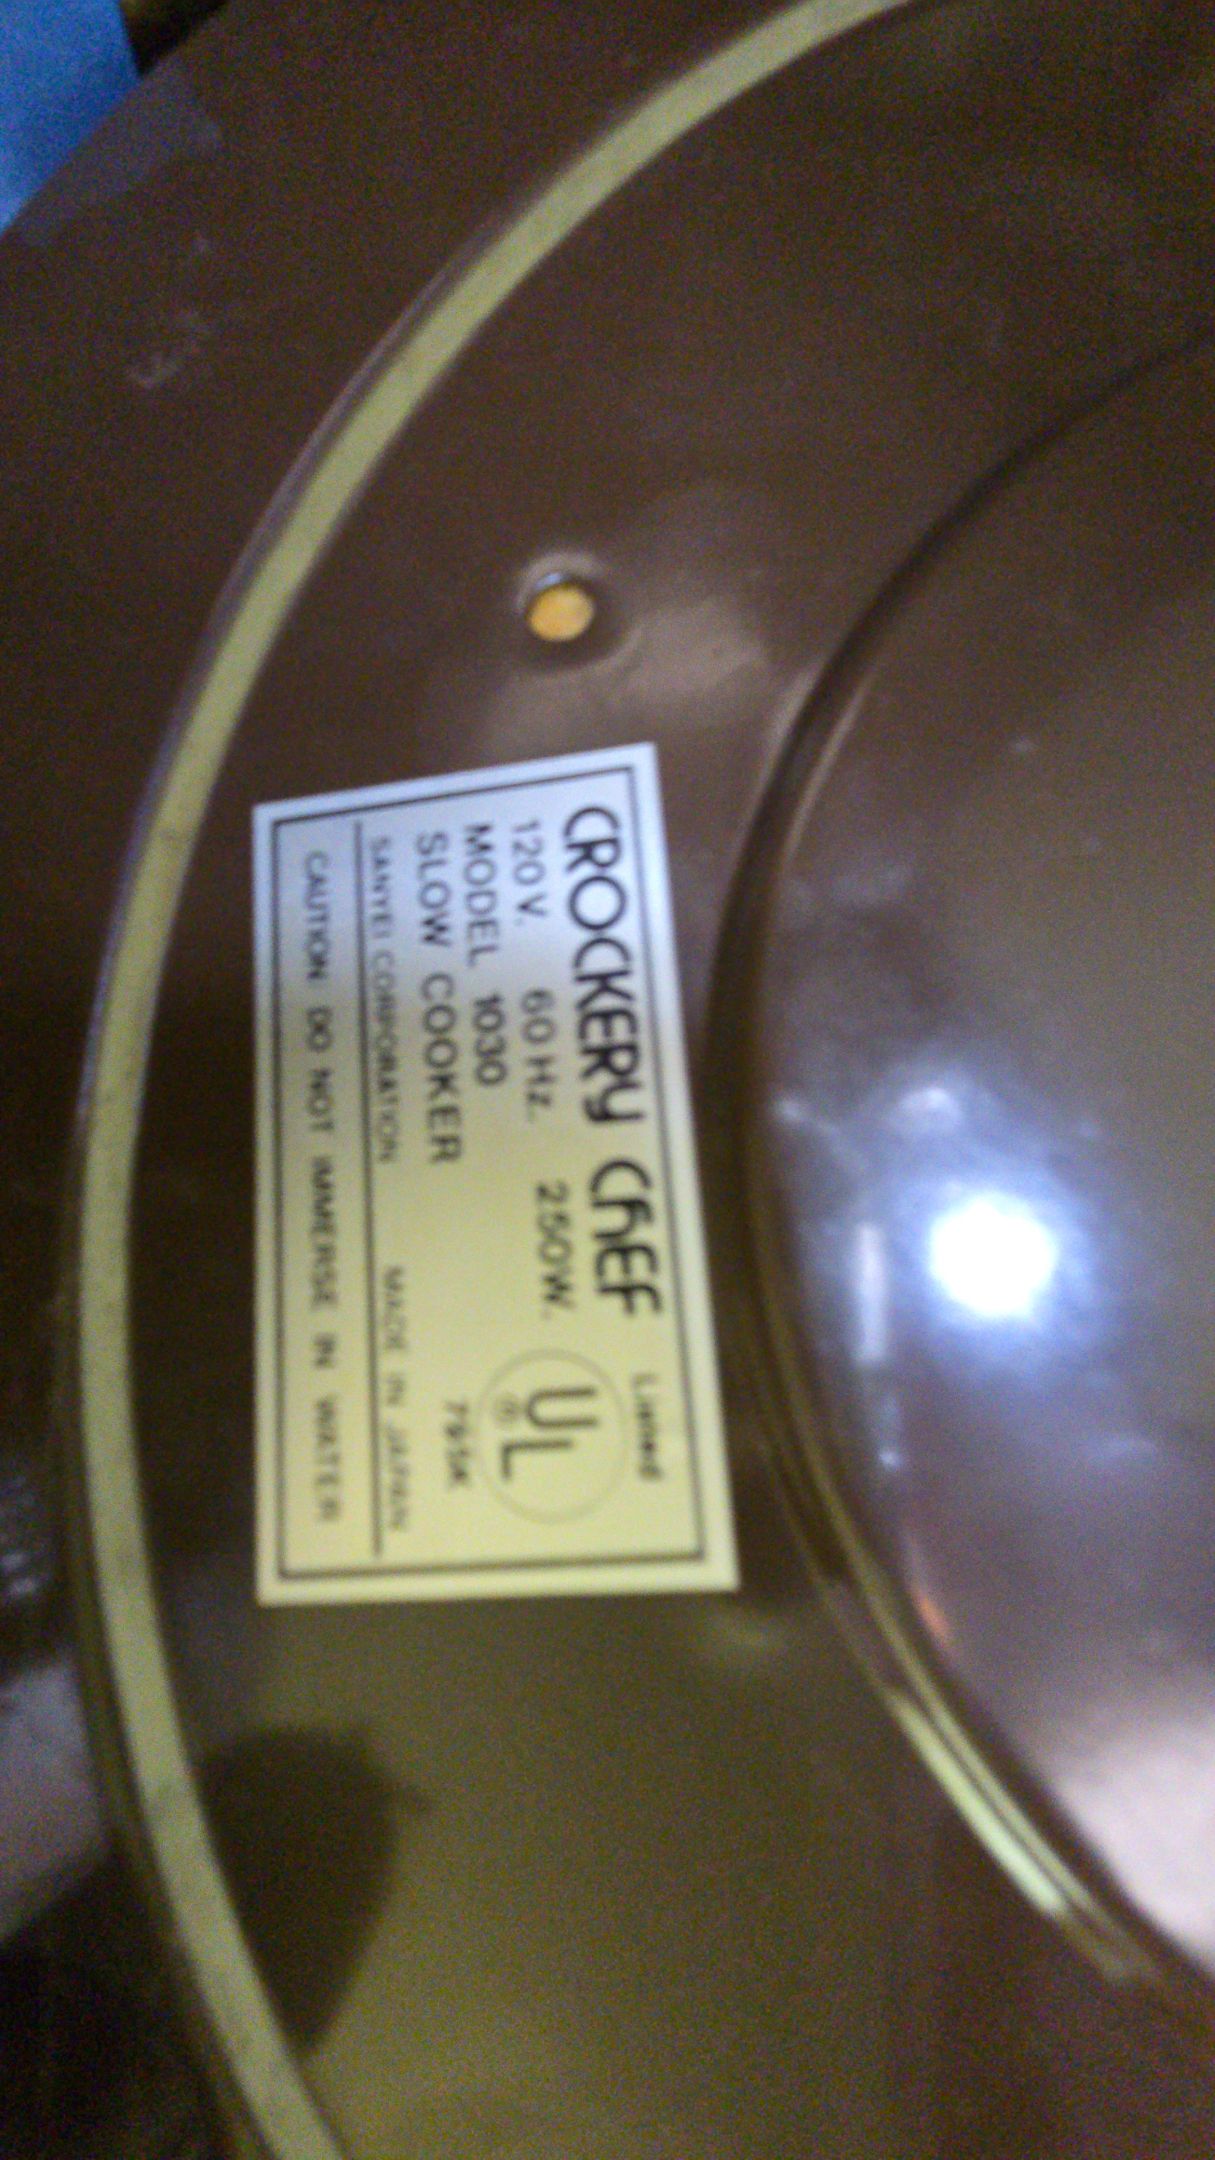 CROCKERY CHEF
Listed
120 V. 60 Hz. 250W.
UL
®
MODEL 1030
SLOW COOKER
SANYEI CORPORATION MADE IN JAPAN
CAUTION DO NOT IMMERSE IN WATER